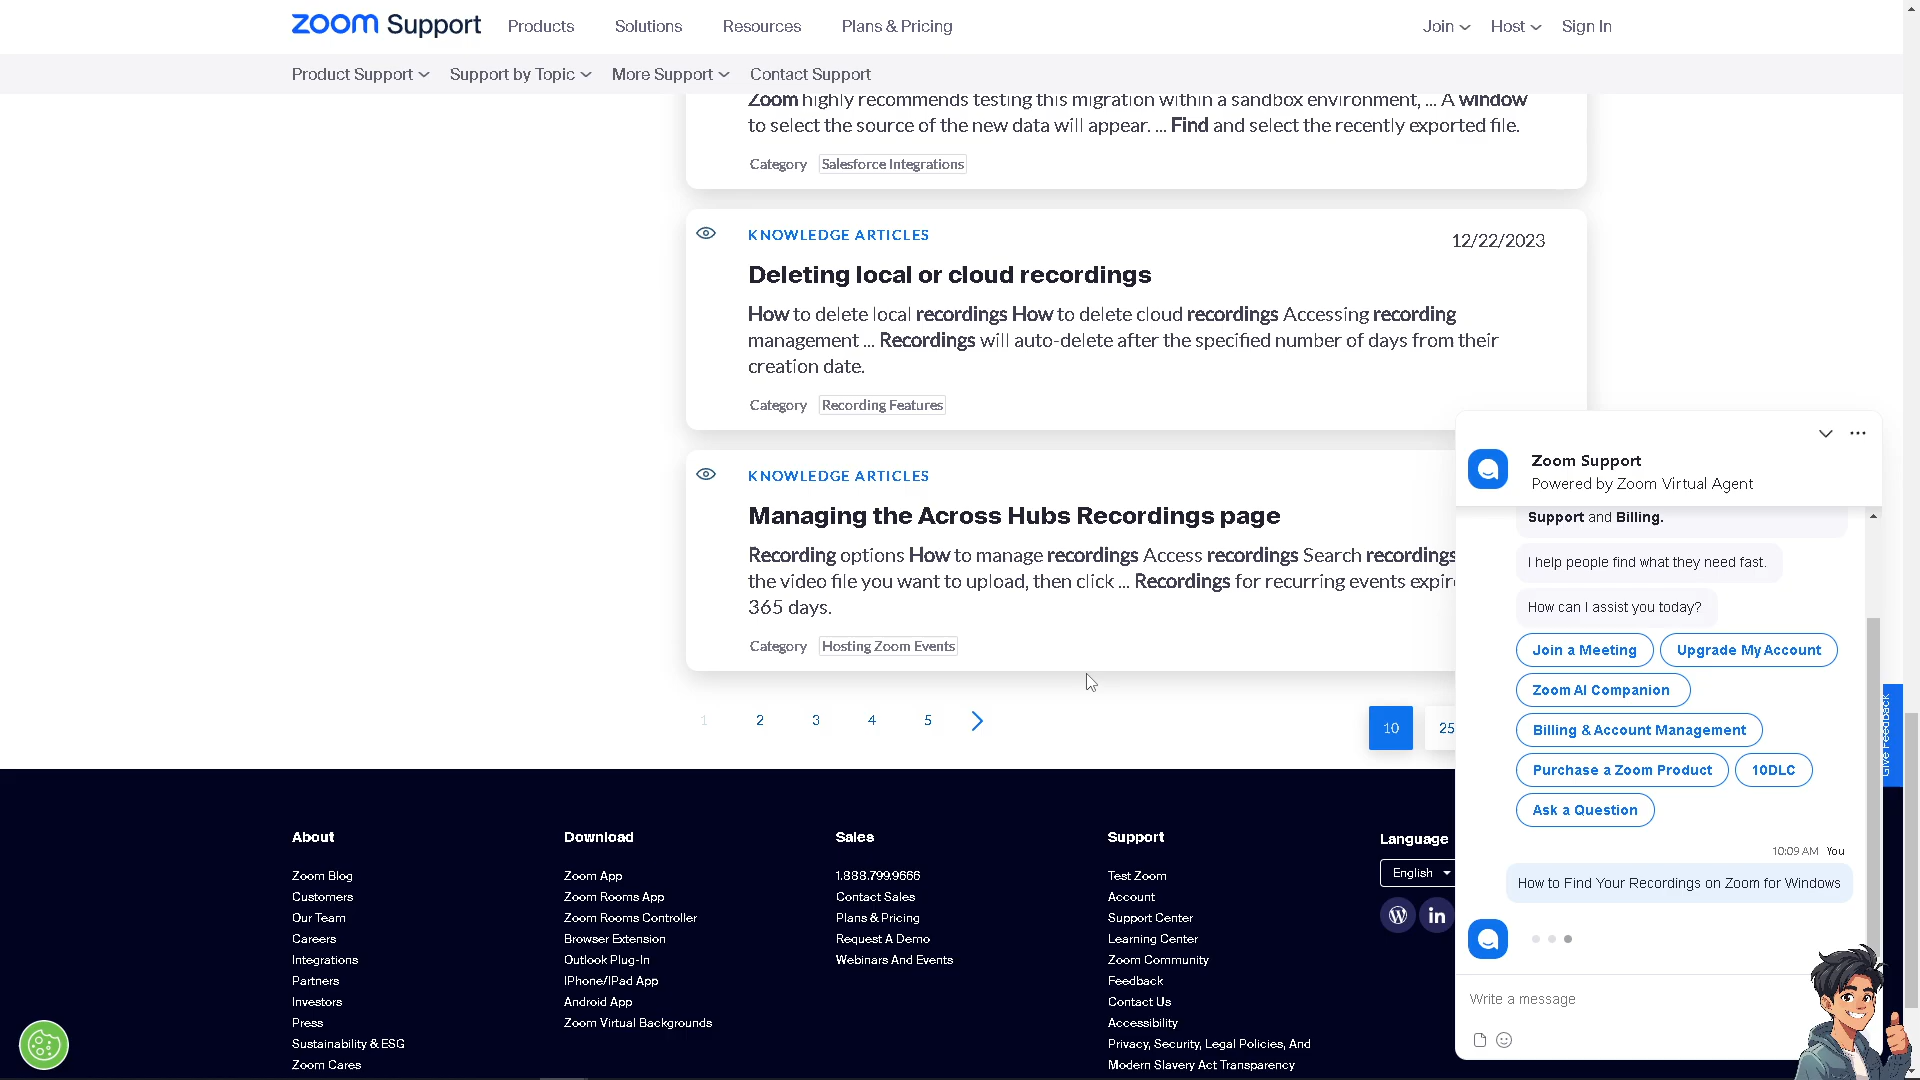 zoom Support
Products
Solutions
Resources
Plans & Pricing
Join
Host
Sign In
Product Support
Support by Topic
More Support
Contact Support
Zoom highly recommends testing this migration within a sandbox environment, ... A window
to select the source of the new data will appear. ... Find and select the recently exported file.
Category Salesforce Integrations
KNOWLEDGE ARTICLES
12/22/2023
Deleting local or cloud recordings
How to delete local recordings How to delete cloud recordings Accessing recording
management ... Recordings will auto-delete after the specified number of days from their
creation date.
Category Recording Features
KNOWLEDGE ARTICLES
Managing the Across Hubs Recordings page
Recording options How to manage recordings Access recordings Search recordings
the video file you want to upload, then click ... Recordings for recurring events expir
365 days.
Category Hosting Zoom Events
1 2 3 4 5
10 25
Zoom Support
Powered by Zoom Virtual Agent
Support and Billing.
I help people find what they need fast.
How can I assist you today?
Join a Meeting
Upgrade My Account
Zoom AI Companion
Billing & Account Management
Purchase a Zoom Product
10DLC
Ask a Question
10:09 AM You
How to Find Your Recordings on Zoom for Windows
Write a message
Give Feedback
About
Zoom Blog
Customers
Our Team
Careers
Integrations
Partners
Investors
Press
Sustainability & ESG
Zoom Cares
Download
Zoom App
Zoom Rooms App
Zoom Rooms Controller
Browser Extension
Outlook Plug-In
IPhone/IPad App
Android App
Zoom Virtual Backgrounds
Sales
1.888.799.9666
Contact Sales
Plans & Pricing
Request A Demo
Webinars And Events
Support
Test Zoom
Account
Support Center
Learning Center
Zoom Community
Feedback
Contact Us
Accessibility
Privacy, Security, Legal Policies, And
Modern Slavery Act Transparency
Language
English